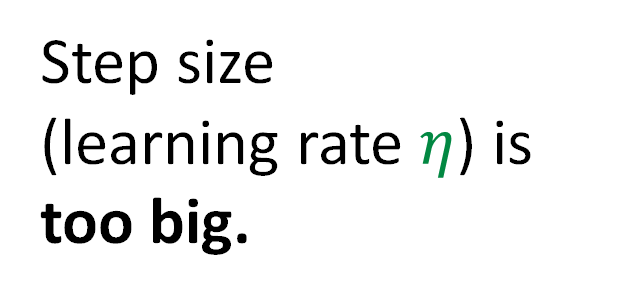 Step size
(learning rate η) is
too big.